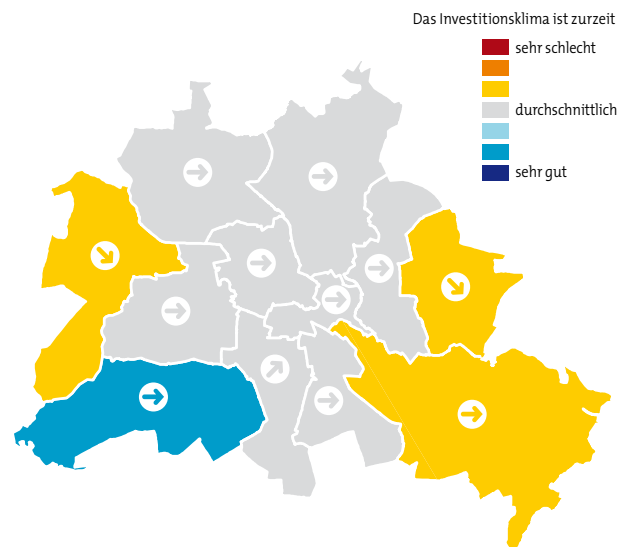 Das Investitionsklima ist zurzeit
sehr schlecht
durchschnittlich
sehr gut